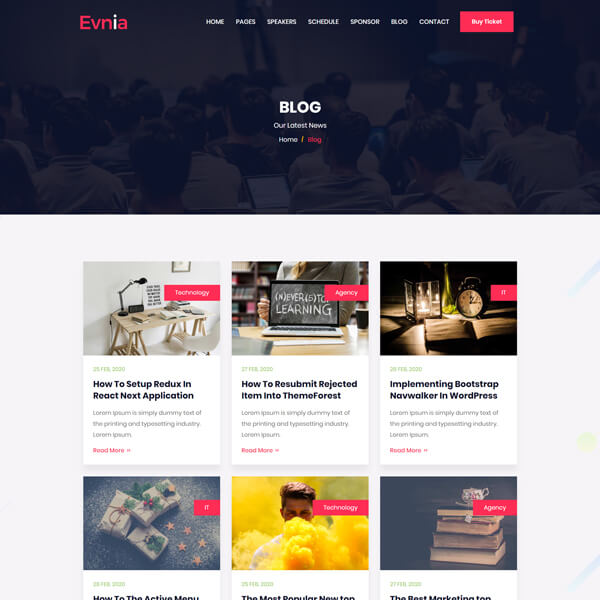 Evnia
HOME PAGES SPEAKERS SCHEDULE SPONSOR BLOG CONTACT Buy Ticket
BLOG
Our Latest News
Home / Blog
Technology
Agency
IT
(N)EVER(S)TOP
LEARNING
25 FEB, 2020
How To Setup Redux In
React Next Application
Lorem Ipsum is simply dummy text of
the printing and typesetting industry.
Lorem Ipsum.
Read More »
27 FEB, 2020
How To Resubmit Rejected
Item Into ThemeForest
Lorem Ipsum is simply dummy text of
the printing and typesetting industry.
Lorem Ipsum.
Read More »
28 FEB, 2020
Implementing Bootstrap
Navwalker In WordPress
Lorem Ipsum is simply dummy text of
the printing and typesetting industry.
Lorem Ipsum.
Read More »
IT
Technology
Agency
28 FEB, 2020
How To The Active Menu
25 FEB, 2020
The Most Popular New top
27 FEB, 2020
The Best Marketing top